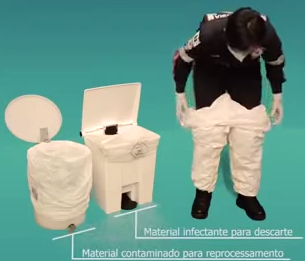 Material infectante para descarte
Material contaminado para reprocessamento